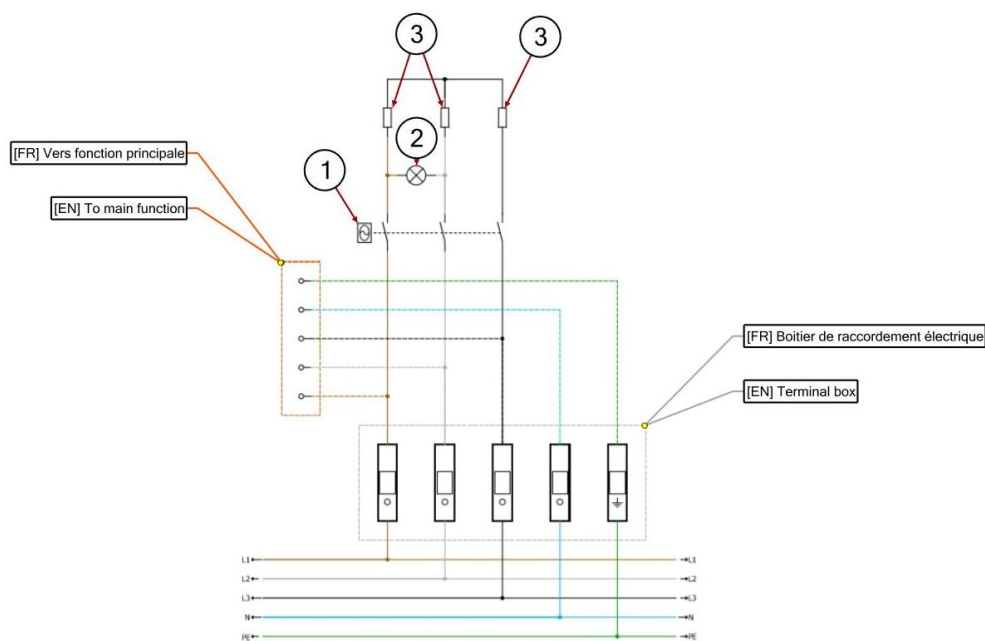 3
3
2
[FR] Vers fonction principale
1
[EN] To main function
[FR] Boitier de raccordement électrique
[EN] Terminal box
L1 L1
L2 L2
L3 L3
N N
PE PE